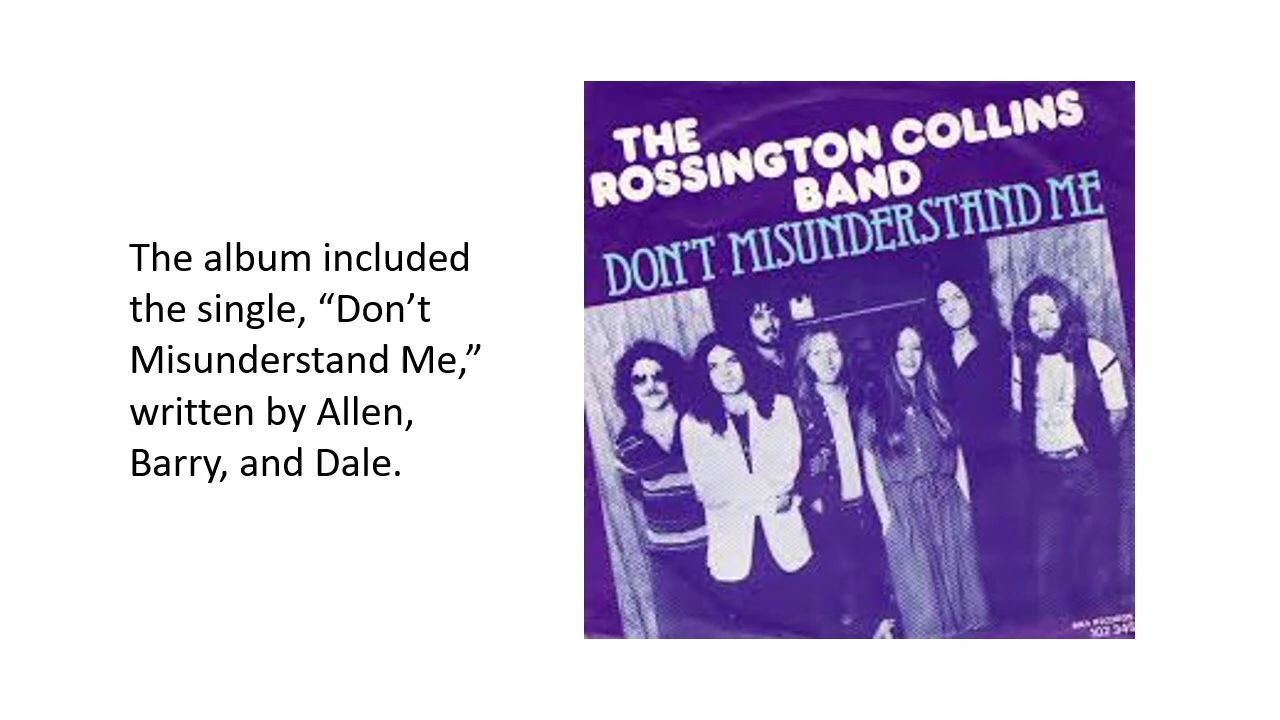 The album included
the single, “Don’t
Misunderstand Me,”
written by Allen,
Barry, and Dale.
THE
ROSSINGTON COLLINS
BAND
DON'T MISUNDERSTAND ME